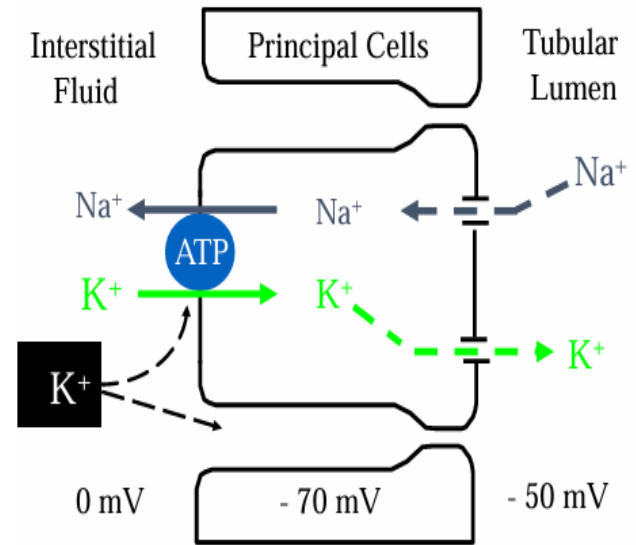 Interstitial
Fluid
Principal Cells
Tubular
Lumen
Na⁺
Na⁺
Na⁺
ATP
K⁺
K⁺
K⁺
K⁺
0 mV
- 70 mV
- 50 mV